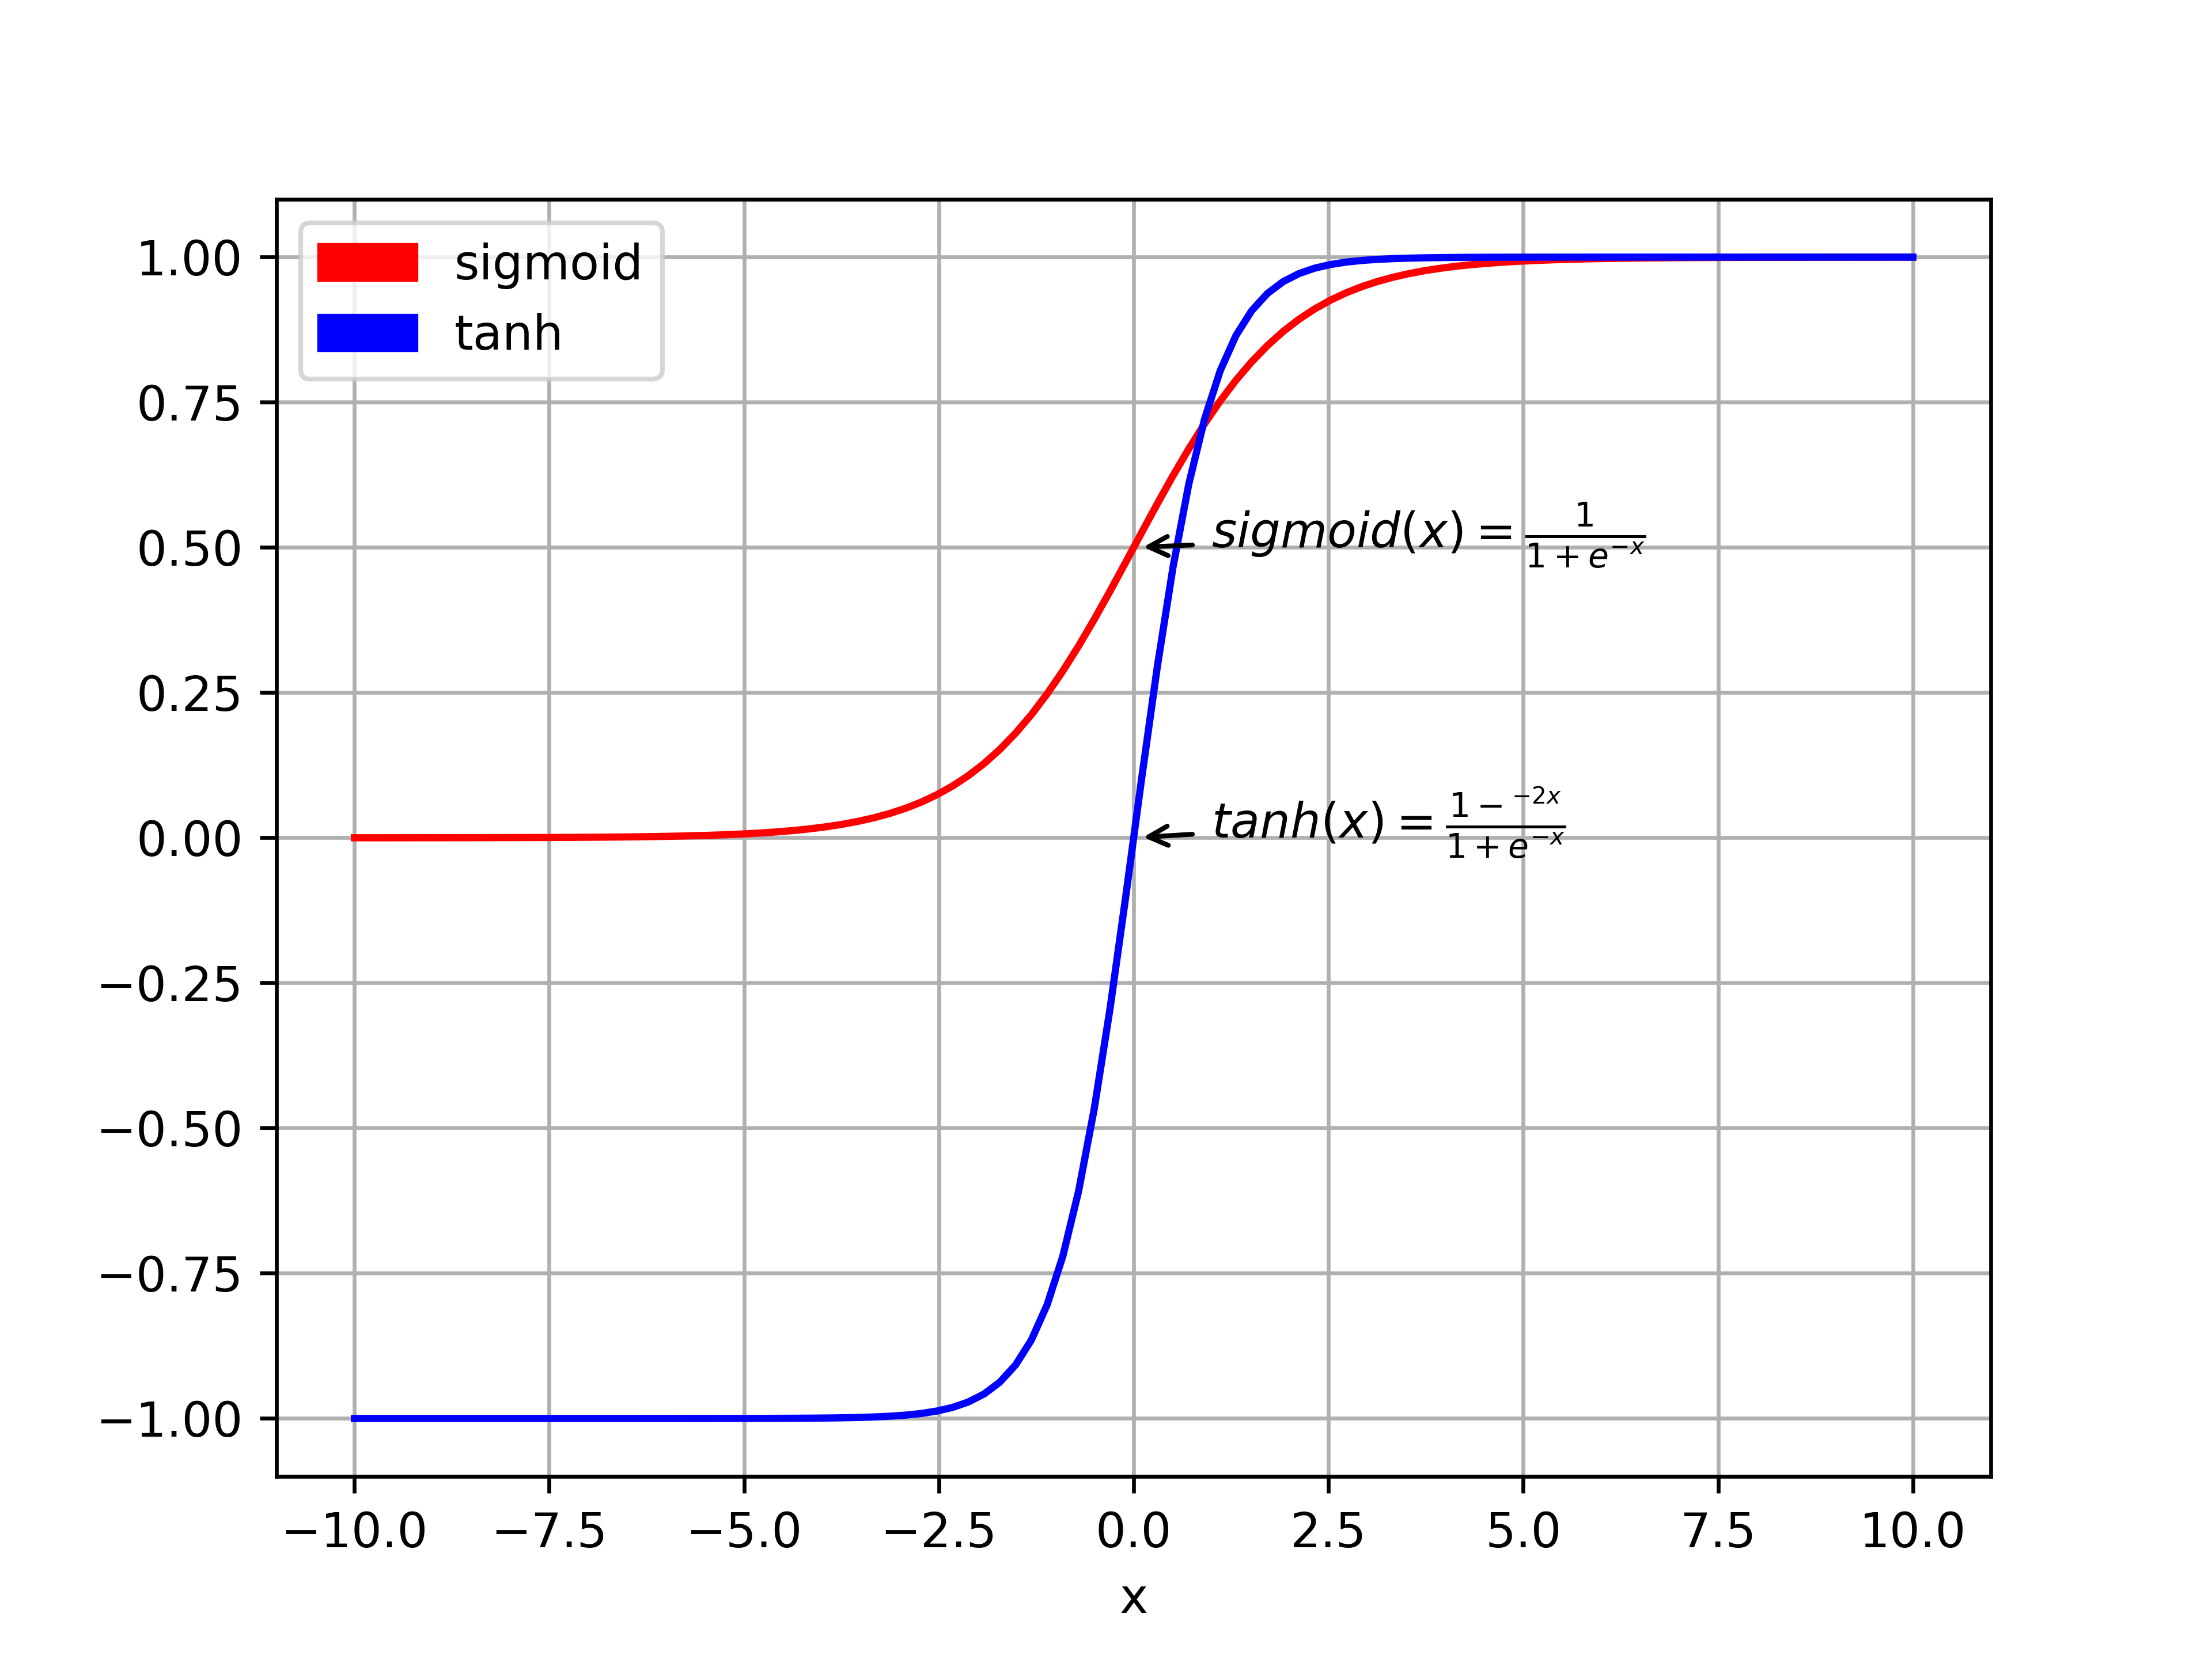 sigmoid
tanh
1.00
0.75
0.50
0.25
0.00
−0.25
−0.50
−0.75
−1.00
sigmoid(x) = \frac{1}{1 + e^{-x}}
tanh(x) = \frac{1 - ^{-2x}}{1 + e^{-x}}
−10.0 −7.5 −5.0 −2.5 0.0 2.5 5.0 7.5 10.0
x